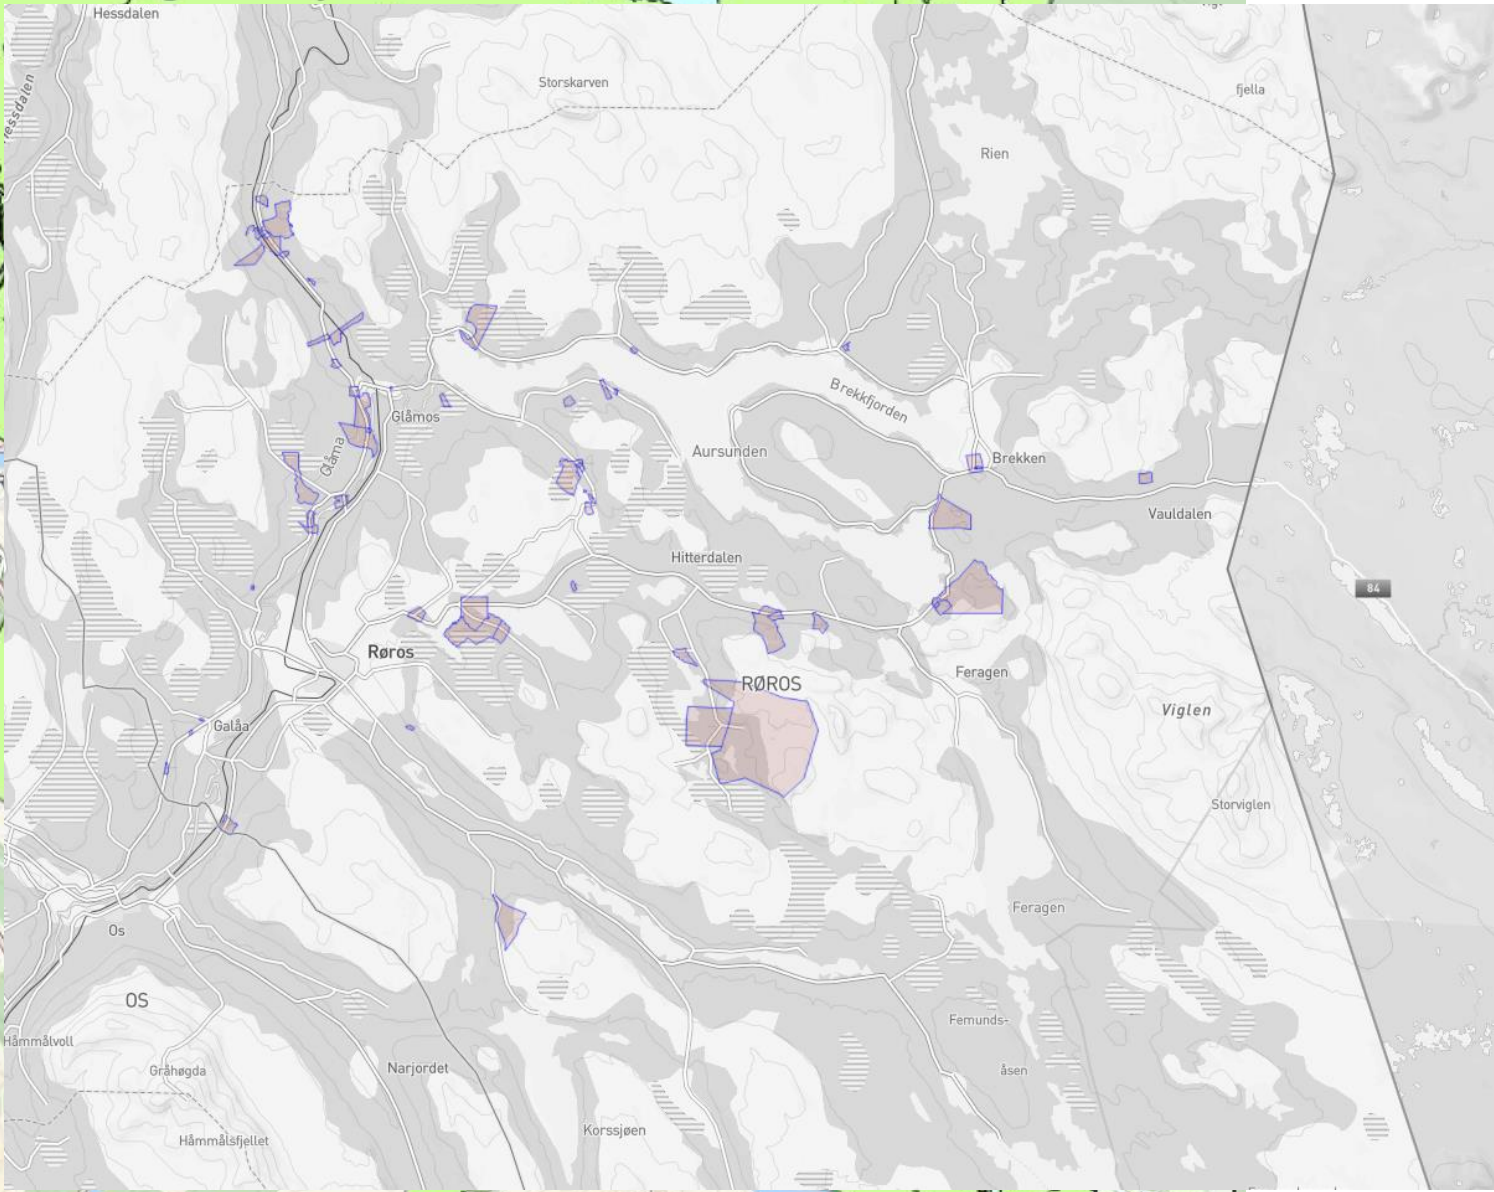 Hessdalen
Storskarven
fjella
Rien
Brekkfjorden
Glåmos
Glåma
Aursunden
Brekken
Vauldalen
Hitterdalen
84
Røros
Feragen
RØROS
Viglen
Galåa
Storviglen
Feragen
Os
OS
Femunds-
Håmmålvoll
Gråhøgda
Narjordet
åsen
Korssjøen
Håmmålsfjellet